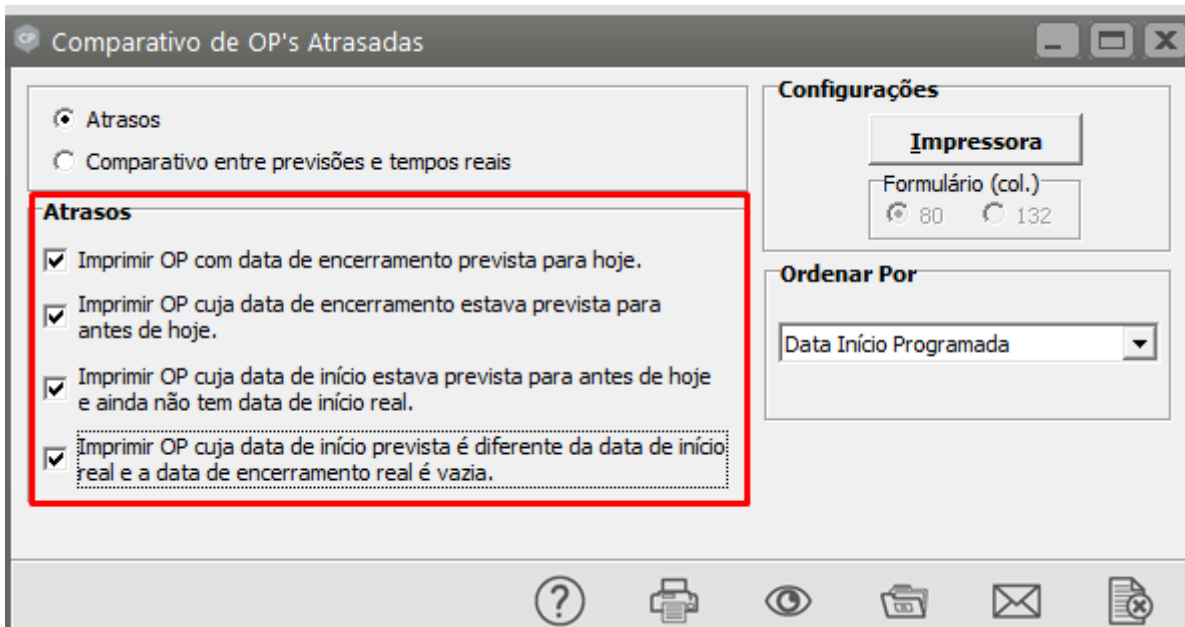 CP Comparativo de OP's Atrasadas
Atrasos
Comparativo entre previsões e tempos reais
Atrasos
Imprimir OP com data de encerramento prevista para hoje.
Imprimir OP cuja data de encerramento estava prevista para
antes de hoje.
Imprimir OP cuja data de início estava prevista para antes de hoje
e ainda não tem data de início real.
Imprimir OP cuja data de início prevista é diferente da data de início
real e a data de encerramento real é vazia.
Configurações
Impressora
Formulário (col.)
80 132
Ordenar Por
Data Início Programada